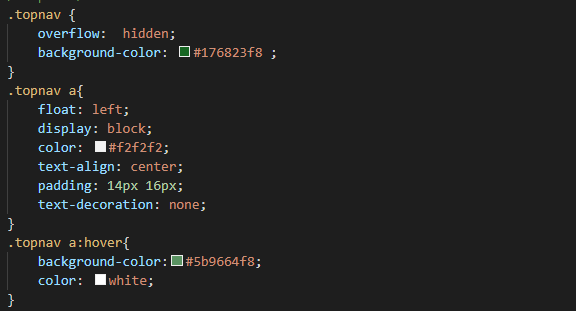 .topnav {
    overflow:  hidden;
    background-color: #176823f8 ;
}
.topnav a{
    float: left;
    display: block;
    color: #f2f2f2;
    text-align: center;
    padding: 14px 16px;
    text-decoration: none;
}
.topnav a:hover{
    background-color:#5b9664f8;
    color: white;
}